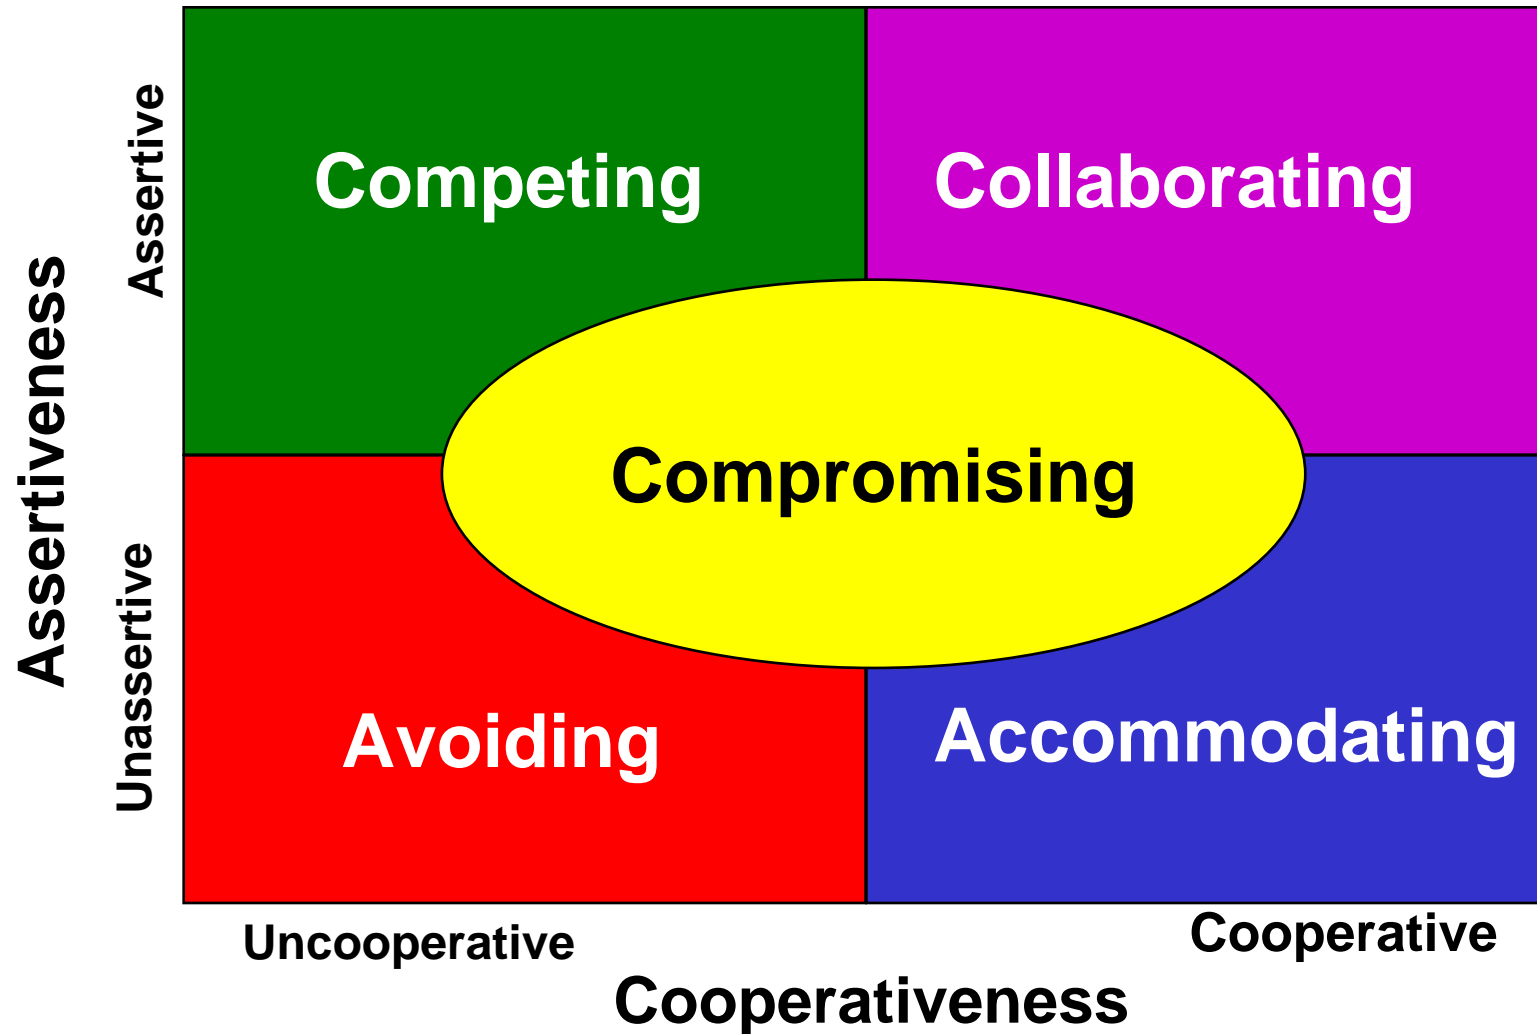 Assertiveness
Assertive
Unassertive
Competing
Collaborating
Compromising
Avoiding
Accommodating
Uncooperative
Cooperative
Cooperativeness